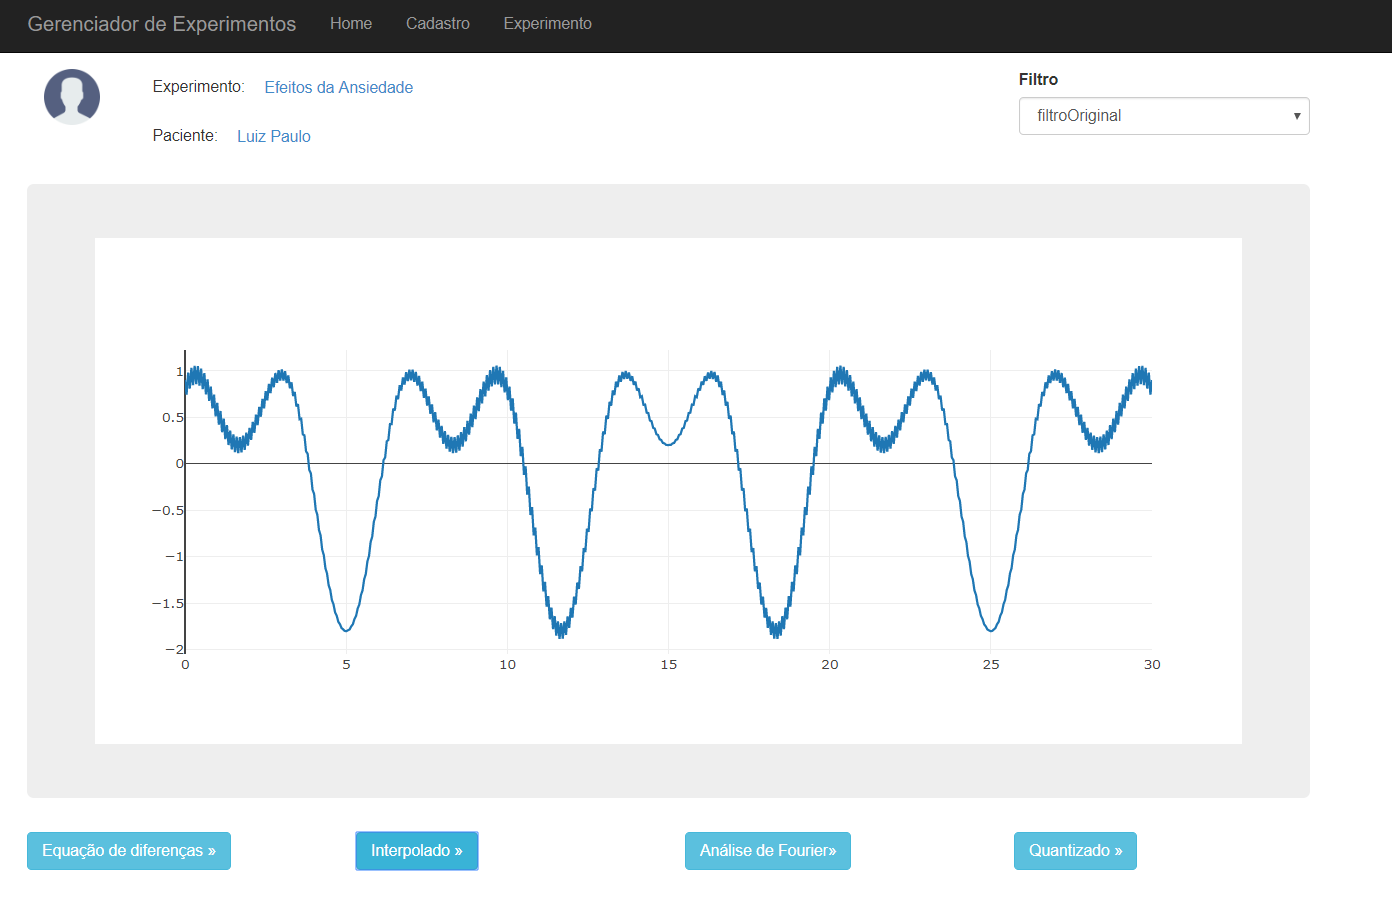 Gerenciador de Experimentos Home Cadastro Experimento
Experimento: Efeitos da Ansiedade
Paciente: Luiz Paulo
Filtro
filtroOriginal
1
0.5
0
−0.5
−1
−1.5
−2
0 5 10 15 20 25 30
Equação de diferenças » Interpolado » Análise de Fourier» Quantizado »